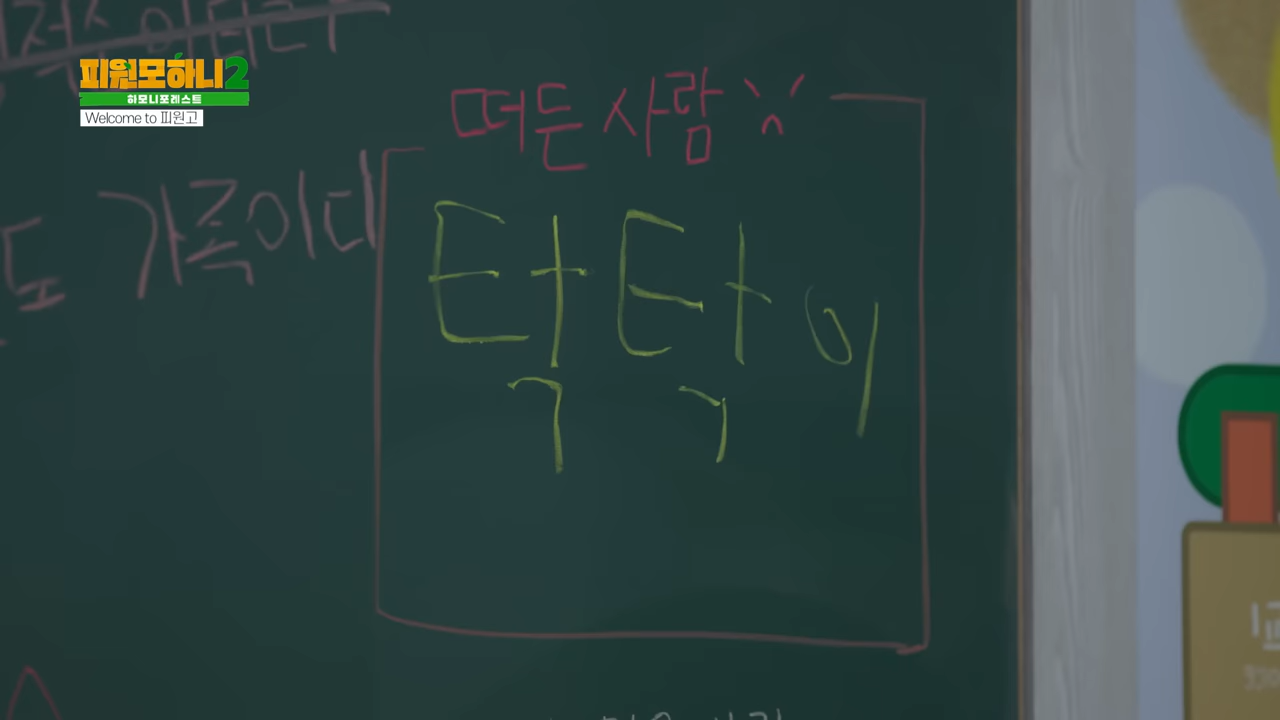 피원모하니2
하모니포레스트
Welcome to 피원고
떠든 사람
도 가족이다
탁탁이